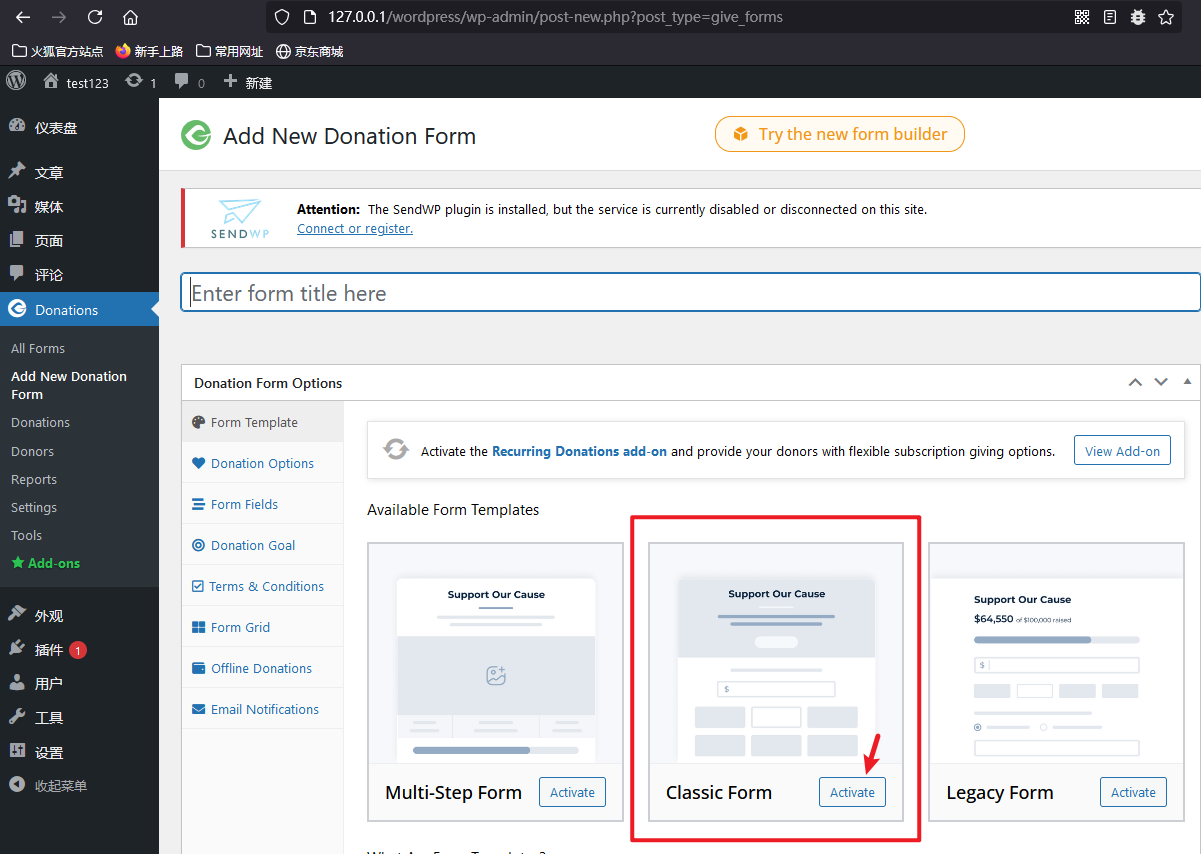 127.0.0.1/wordpress/wp-admin/post-new.php?post_type=give_forms
火狐官方站点 新手上路 常用网址 京东商城
test123 1 0 新建
仪表盘
文章
媒体
页面
评论
Donations
All Forms
Add New Donation
Form
Donations
Donors
Reports
Settings
Tools
Add-ons
外观
插件 1
用户
工具
设置
收起菜单
Add New Donation Form
Try the new form builder
SENDWP
Attention: The SendWP plugin is installed, but the service is currently disabled or disconnected on this site.
Connect or register.
Enter form title here
Donation Form Options
Form Template
Donation Options
Form Fields
Donation Goal
Terms & Conditions
Form Grid
Offline Donations
Email Notifications
Activate the Recurring Donations add-on and provide your donors with flexible subscription giving options.
View Add-on
Available Form Templates
Support Our Cause
Multi-Step Form Activate
Support Our Cause
$
Classic Form Activate
Support Our Cause
$64,550 of $100,000 raised
$
Legacy Form Activate